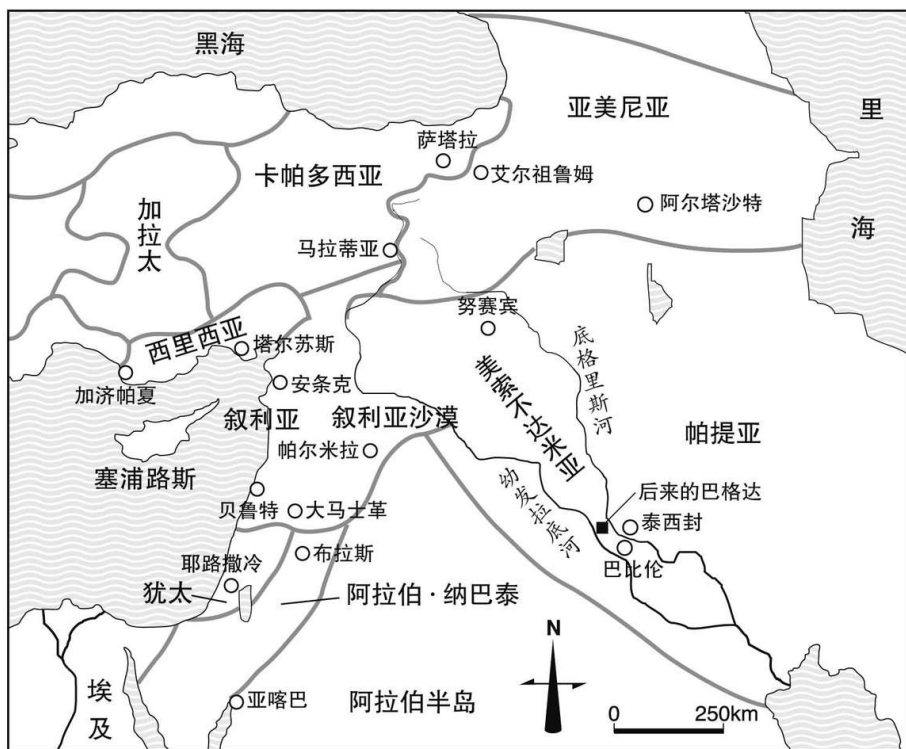 黑海
里海
亚美尼亚
萨塔拉
艾尔祖鲁姆
卡帕多西亚
阿尔塔沙特
加拉太
马拉蒂亚
努赛宾
西里西亚
塔尔苏斯
底格里斯河
加济帕夏
安条克
美索不达米亚
叙利亚
叙利亚沙漠
帕提亚
帕尔米拉
塞浦路斯
幼发拉底河
后来的巴格达
贝鲁特
大马士革
泰西封
巴比伦
布拉斯
耶路撒冷
犹太
阿拉伯·纳巴泰
N
埃及
亚喀巴
阿拉伯半岛
0 250km